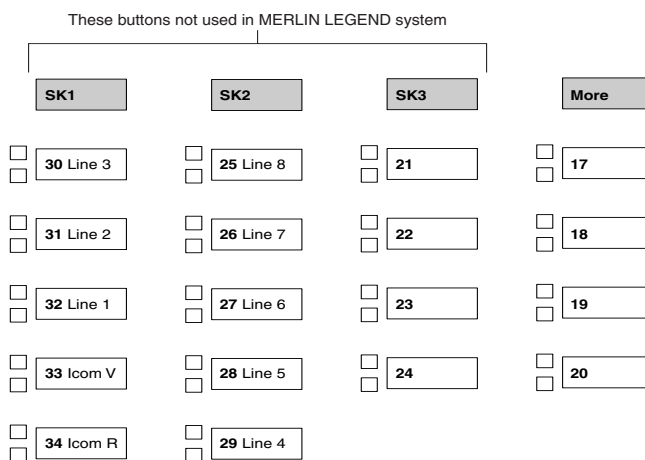 These buttons not used in MERLIN LEGEND system
SK1 SK2 SK3 More
30 Line 3 25 Line 8 21 17
31 Line 2 26 Line 7 22 18
32 Line 1 27 Line 6 23 19
33 Icom V 28 Line 5 24 20
34 Icom R 29 Line 4